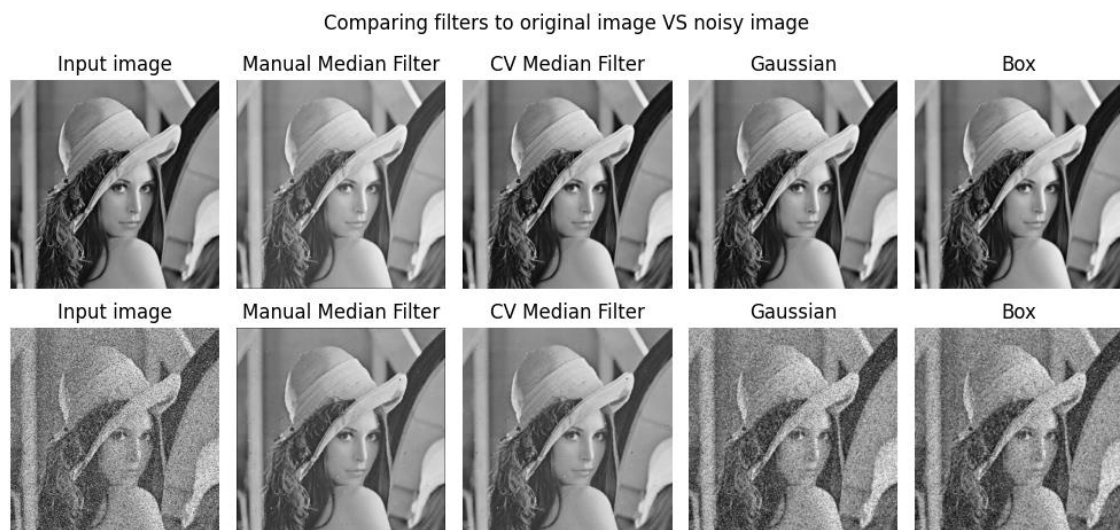 Comparing filters to original image VS noisy image
Input image
Manual Median Filter
CV Median Filter
Gaussian
Box
Input image
Manual Median Filter
CV Median Filter
Gaussian
Box